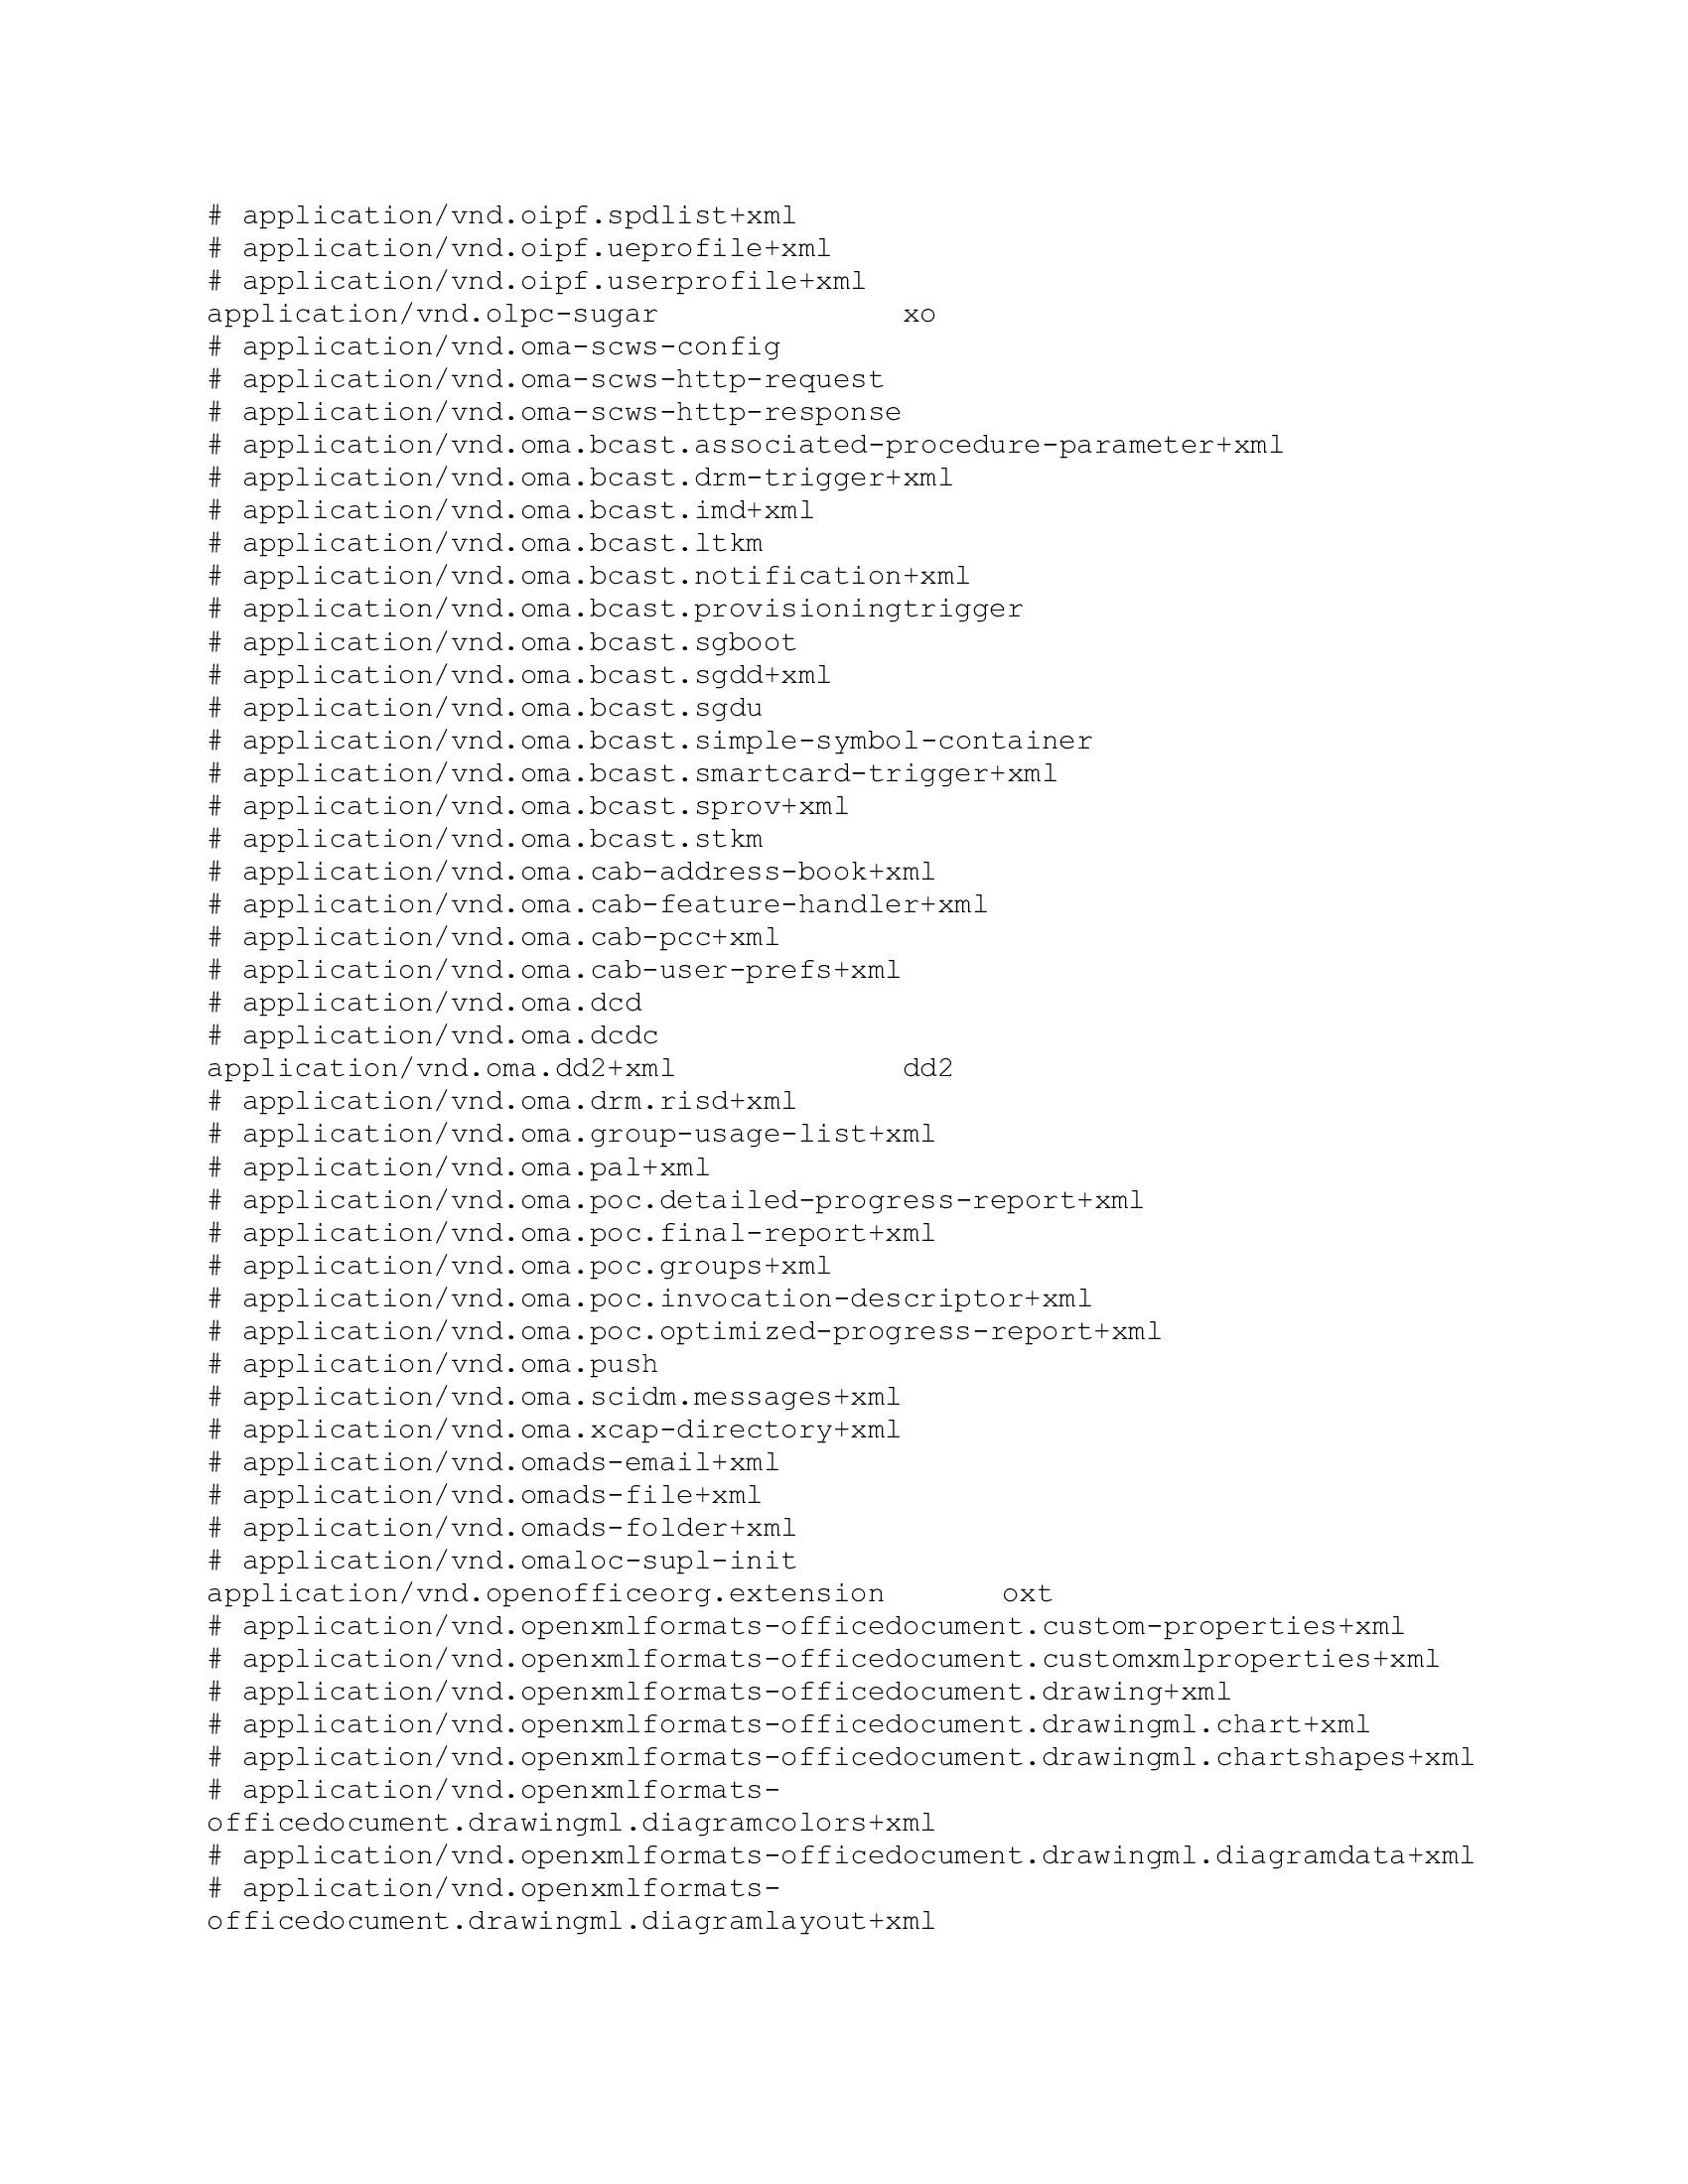 # application/vnd.oipf.spdlist+xml
# application/vnd.oipf.ueprofile+xml
# application/vnd.oipf.userprofile+xml
application/vnd.olpc-sugar xo
# application/vnd.oma-scws-config
# application/vnd.oma-scws-http-request
# application/vnd.oma-scws-http-response
# application/vnd.oma.bcast.associated-procedure-parameter+xml
# application/vnd.oma.bcast.drm-trigger+xml
# application/vnd.oma.bcast.imd+xml
# application/vnd.oma.bcast.ltkm
# application/vnd.oma.bcast.notification+xml
# application/vnd.oma.bcast.provisioningtrigger
# application/vnd.oma.bcast.sgboot
# application/vnd.oma.bcast.sgdd+xml
# application/vnd.oma.bcast.sgdu
# application/vnd.oma.bcast.simple-symbol-container
# application/vnd.oma.bcast.smartcard-trigger+xml
# application/vnd.oma.bcast.sprov+xml
# application/vnd.oma.bcast.stkm
# application/vnd.oma.cab-address-book+xml
# application/vnd.oma.cab-feature-handler+xml
# application/vnd.oma.cab-pcc+xml
# application/vnd.oma.cab-user-prefs+xml
# application/vnd.oma.dcd
# application/vnd.oma.dcdc
application/vnd.oma.dd2+xml dd2
# application/vnd.oma.drm.risd+xml
# application/vnd.oma.group-usage-list+xml
# application/vnd.oma.pal+xml
# application/vnd.oma.poc.detailed-progress-report+xml
# application/vnd.oma.poc.final-report+xml
# application/vnd.oma.poc.groups+xml
# application/vnd.oma.poc.invocation-descriptor+xml
# application/vnd.oma.poc.optimized-progress-report+xml
# application/vnd.oma.push
# application/vnd.oma.scidm.messages+xml
# application/vnd.oma.xcap-directory+xml
# application/vnd.omads-email+xml
# application/vnd.omads-file+xml
# application/vnd.omads-folder+xml
# application/vnd.omaloc-supl-init
application/vnd.openofficeorg.extension oxt
# application/vnd.openxmlformats-officedocument.custom-properties+xml
# application/vnd.openxmlformats-officedocument.customxmlproperties+xml
# application/vnd.openxmlformats-officedocument.drawing+xml
# application/vnd.openxmlformats-officedocument.drawingml.chart+xml
# application/vnd.openxmlformats-officedocument.drawingml.chartshapes+xml
# application/vnd.openxmlformats-
officedocument.drawingml.diagramcolors+xml
# application/vnd.openxmlformats-officedocument.drawingml.diagramdata+xml
# application/vnd.openxmlformats-
officedocument.drawingml.diagramlayout+xml